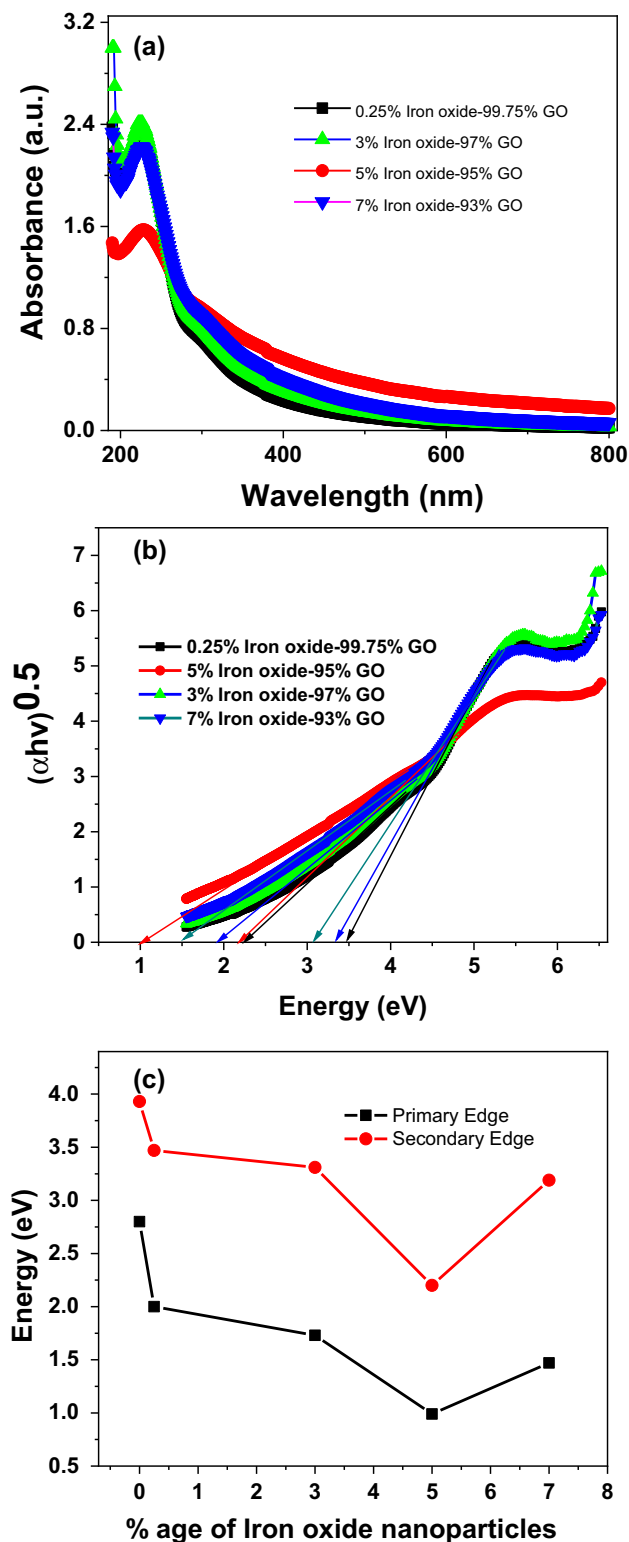 (a)
3.2
2.4
1.6
0.8
0.0
Absorbance (a.u.)
0.25% Iron oxide-99.75% GO
3% Iron oxide-97% GO
5% Iron oxide-95% GO
7% Iron oxide-93% GO
200 400 600 800
Wavelength (nm)
(b)
7
6
5
4
3
2
1
0
(αhν)0.5
0.25% Iron oxide-99.75% GO
5% Iron oxide-95% GO
3% Iron oxide-97% GO
7% Iron oxide-93% GO
1 2 3 4 5 6
Energy (eV)
(c)
4.0
3.5
3.0
2.5
2.0
1.5
1.0
0.5
Energy (eV)
Primary Edge
Secondary Edge
0 1 2 3 4 5 6 7 8
% age of Iron oxide nanoparticles